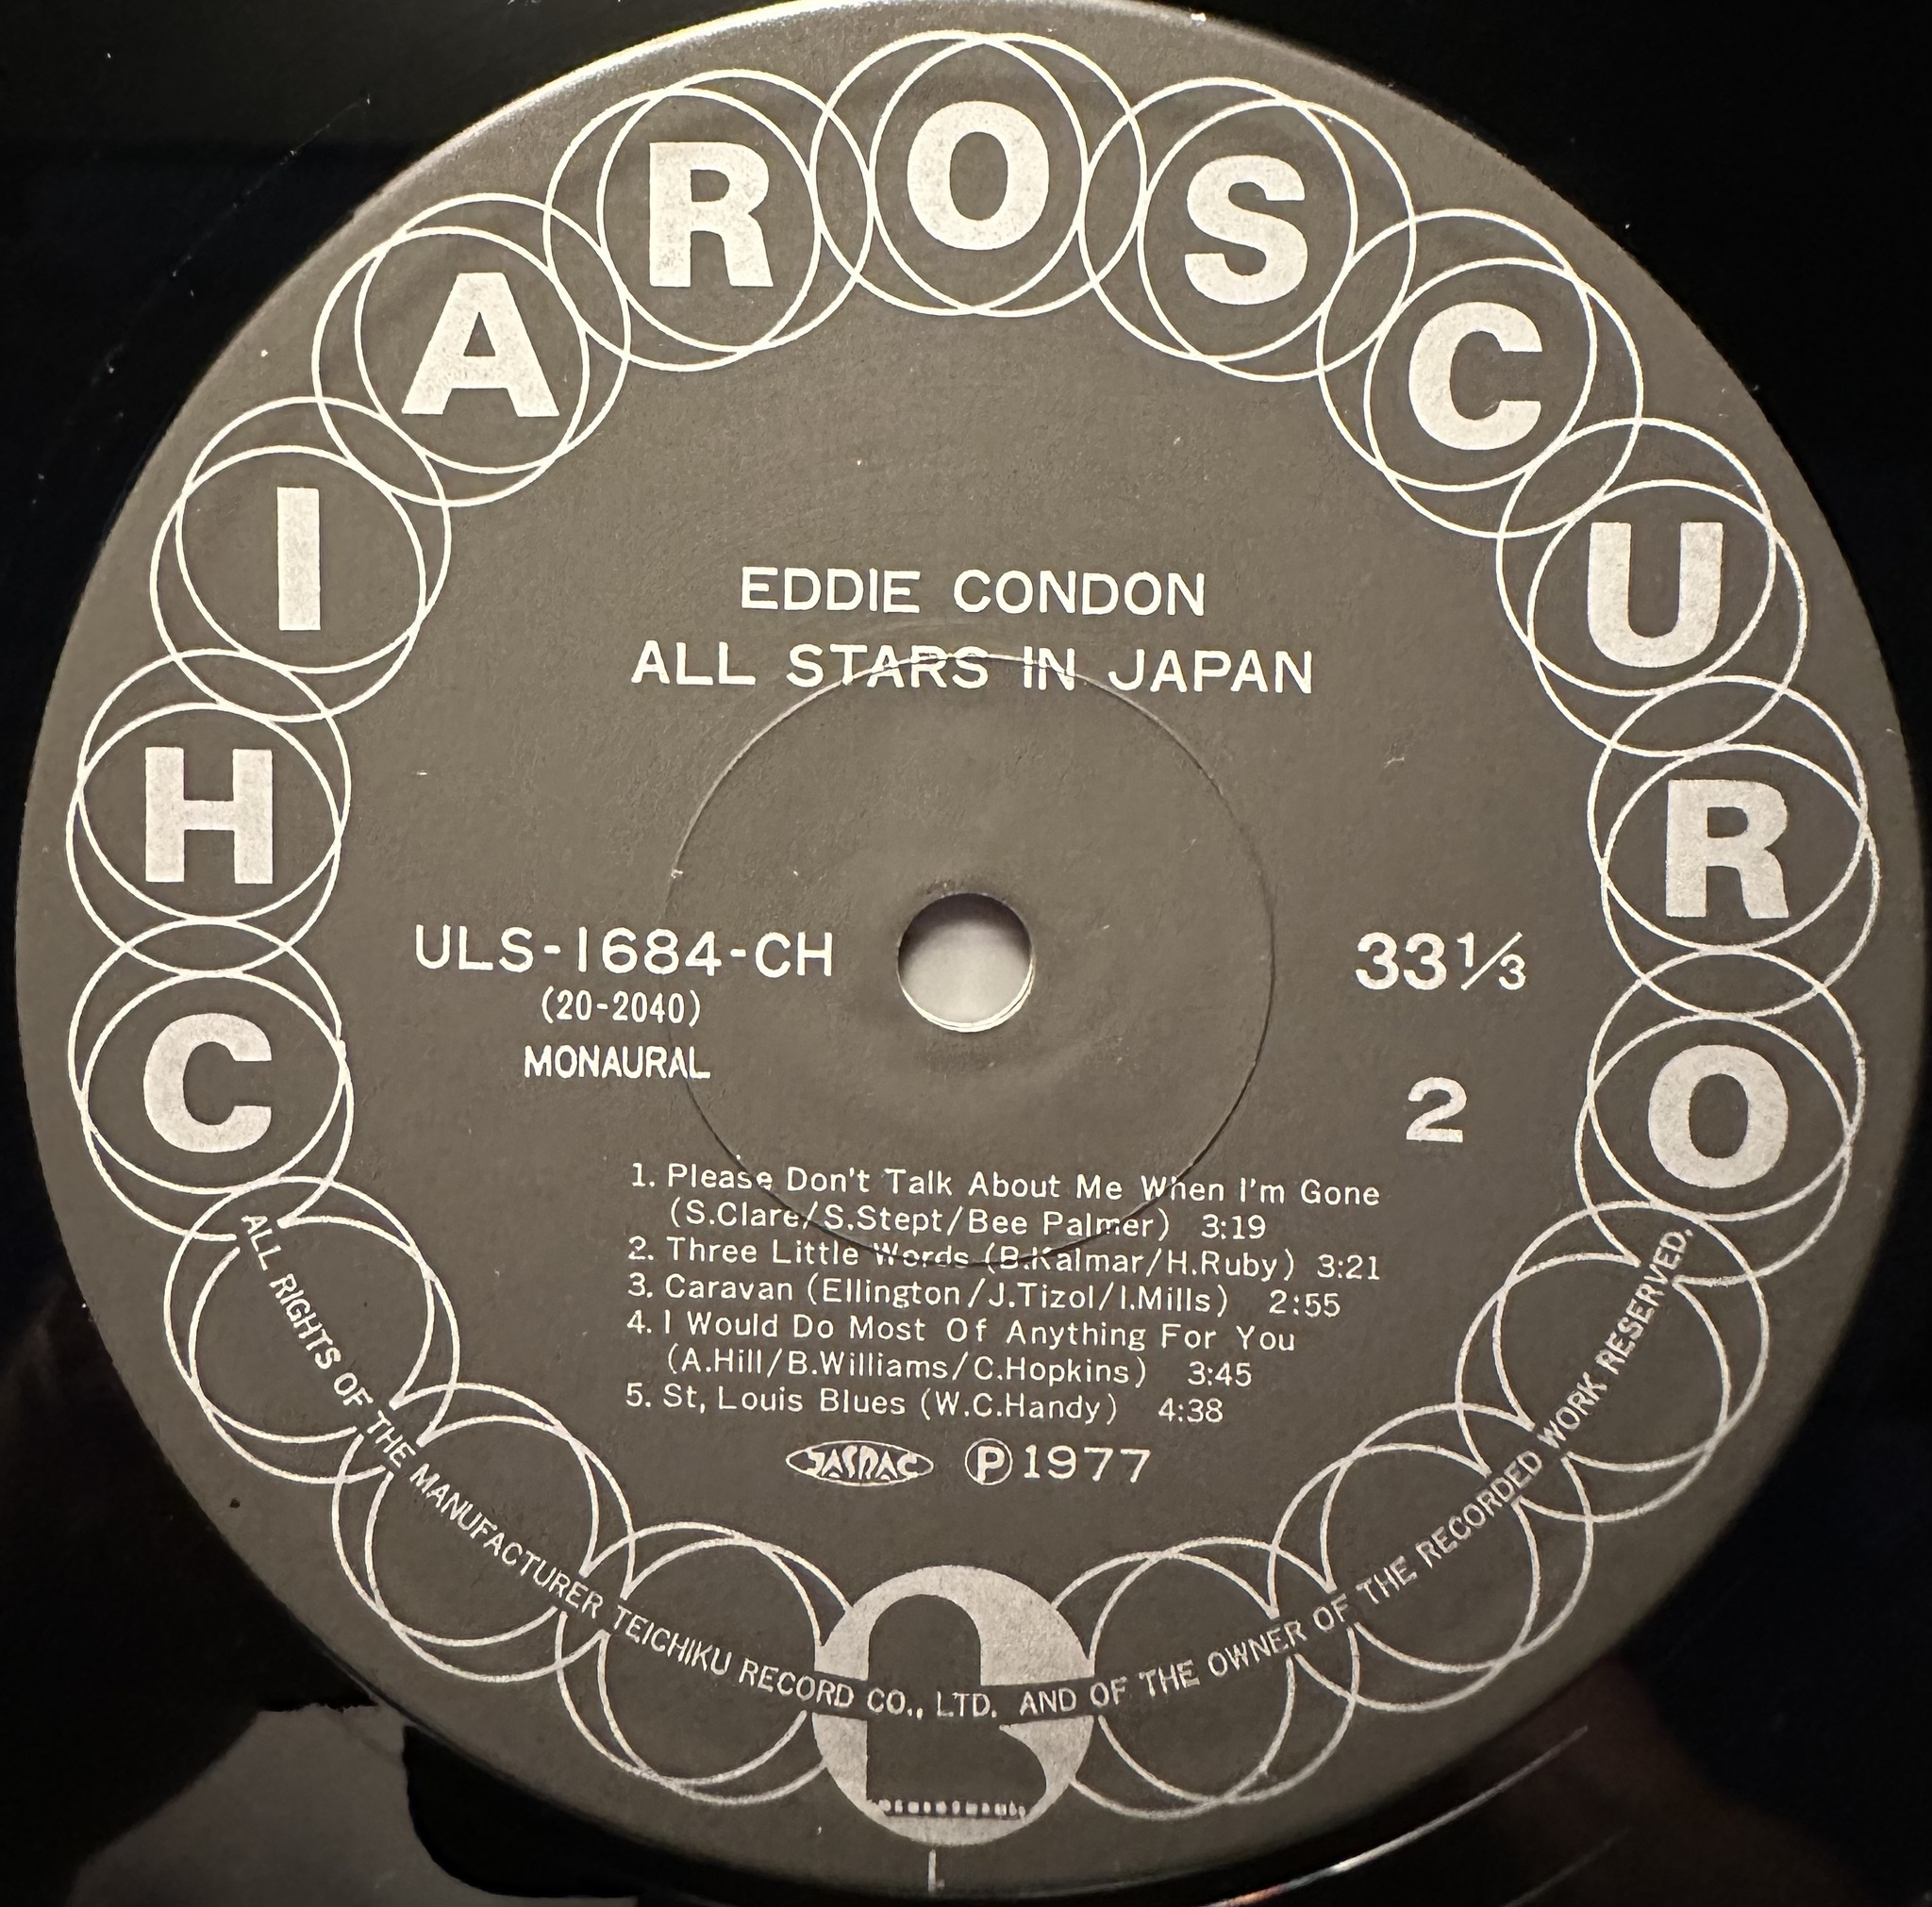 CHIAROSCURO
EDDIE CONDON
ALL STARS IN JAPAN
ULS-1684-CH
(20-2040)
MONAURAL
33⅓
2
1. Please Don't Talk About Me When I'm Gone
(S.Clare/S.Stept/Bee Palmer) 3:19
2. Three Little Words (B.Kalmar/H.Ruby) 3:21
3. Caravan (Ellington/J.Tizol/I.Mills) 2:55
4. I Would Do Most Of Anything For You
(A.Hill/B.Williams/C.Hopkins) 3:45
5. St, Louis Blues (W.C.Handy) 4:38
JASRAC ℗1977
ALL RIGHTS OF THE MANUFACTURER TEICHIKU RECORD CO., LTD. AND OF THE OWNER OF THE RECORDED WORK RESERVED.